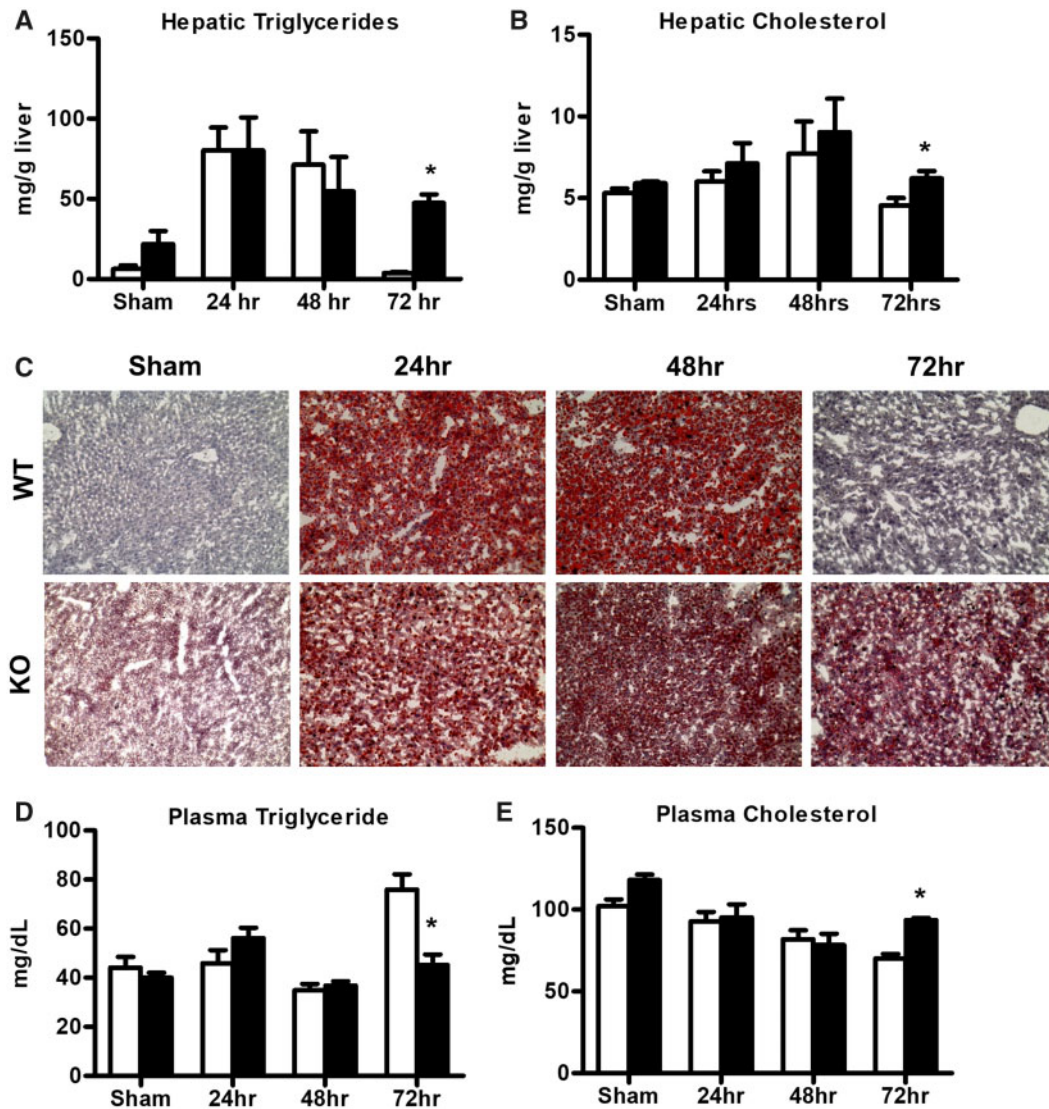 A Hepatic Triglycerides
150
100
50
0
mg/g liver
*
Sham 24 hr 48 hr 72 hr
B Hepatic Cholesterol
15
10
5
0
mg/g liver
*
Sham 24hrs 48hrs 72hrs
C Sham 24hr 48hr 72hr
WT
KO
D Plasma Triglyceride
100
80
60
40
20
0
mg/dL
*
Sham 24hr 48hr 72hr
E Plasma Cholesterol
150
100
50
0
mg/dL
*
Sham 24hr 48hr 72hr